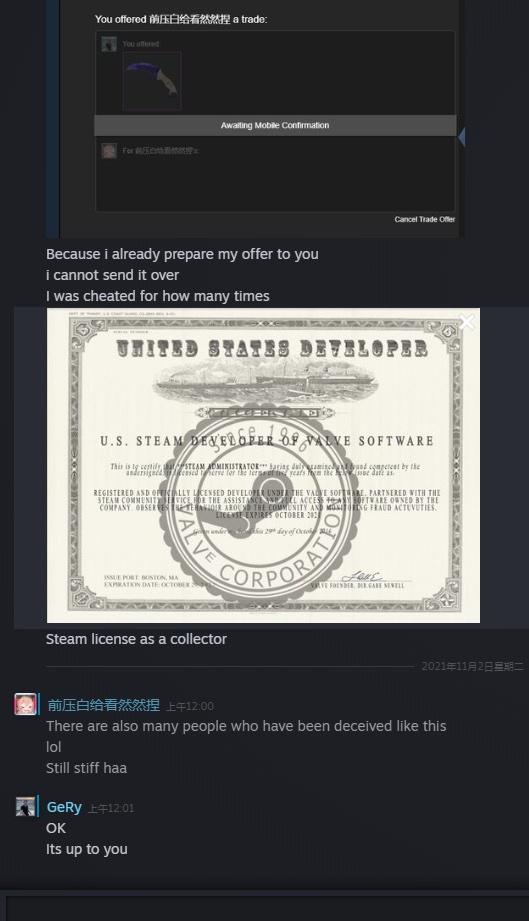 You offered 前压白给看然然捏 a trade:
You offered:
Awaiting Mobile Confirmation
For 前压白给看然然捏's:
Cancel Trade Offer
Because i already prepare my offer to you
i cannot send it over
I was cheated for how many times
UNITED STATES DEVELOPER
since 1996
U.S. STEAM DEVELOPER OF VALVE SOFTWARE
This is to certify that **STEAM ADMINISTRATOR*** having duly examined and found competent by the
undersigned is licensed to serve for the terms of five years from the below issue date as.
REGISTERED AND OFFICIALLY LICENSED DEVELOPER UNDER THE VALVE SOFTWARE. PARTNERED WITH THE
STEAM COMMUNITY SERVICE FOR THE ASSISTANCE AND FULL ACCESS TO ANY SOFTWARE OWNED BY THE
COMPANY. OBSERVES THE BEHAVIOIR AROUND THE COMMUNITY AND MONITORING FRAUD ACTUVUTIES.
LICENSE EXPIRES OCTOBER 2021
Given under my hand this 29th day of October 2016
VALVE CORPORATION
ISSUE PORT: BOSTON, MA
EXPIRATION DATE: OCTOBER
VALVE FOUNDER, DIR.GABE NEWELL
Steam license as a collector
2021年11月2日星期二
前压白给看然然捏 上午12:00
There are also many people who have been deceived like this
lol
Still stiff haa
GeRy 上午12:01
OK
Its up to you